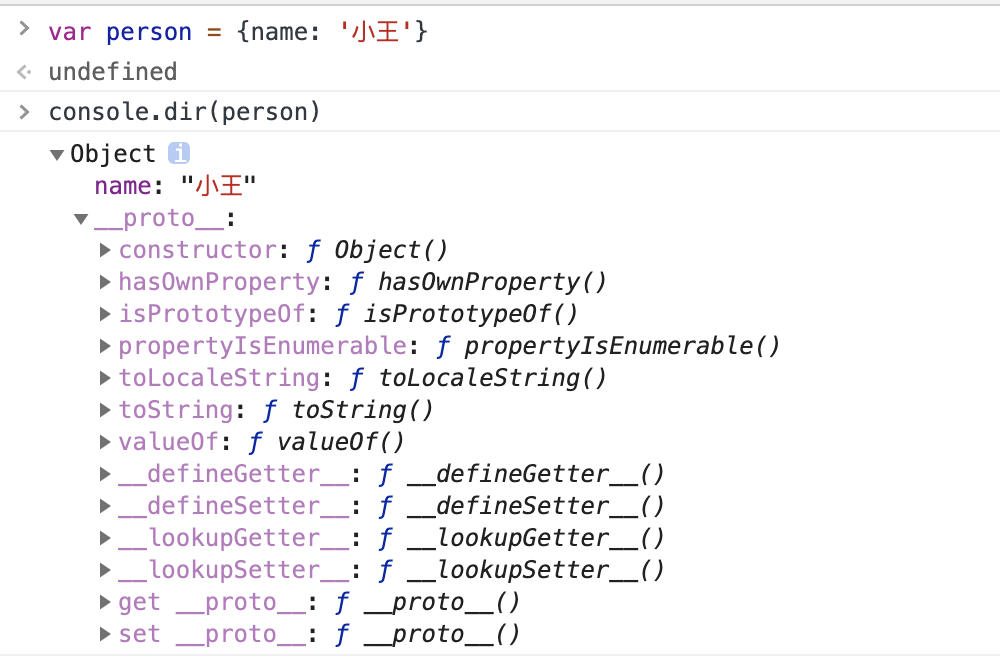 > var person = {name: '小王'}
undefined
> console.dir(person)
▼Object i
name: "小王"
▼__proto__:
▶constructor: ƒ Object()
▶hasOwnProperty: ƒ hasOwnProperty()
▶isPrototypeOf: ƒ isPrototypeOf()
▶propertyIsEnumerable: ƒ propertyIsEnumerable()
▶toLocaleString: ƒ toLocaleString()
▶toString: ƒ toString()
▶valueOf: ƒ valueOf()
▶__defineGetter__: ƒ __defineGetter__()
▶__defineSetter__: ƒ __defineSetter__()
▶__lookupGetter__: ƒ __lookupGetter__()
▶__lookupSetter__: ƒ __lookupSetter__()
▶get __proto__: ƒ __proto__()
▶set __proto__: ƒ __proto__()